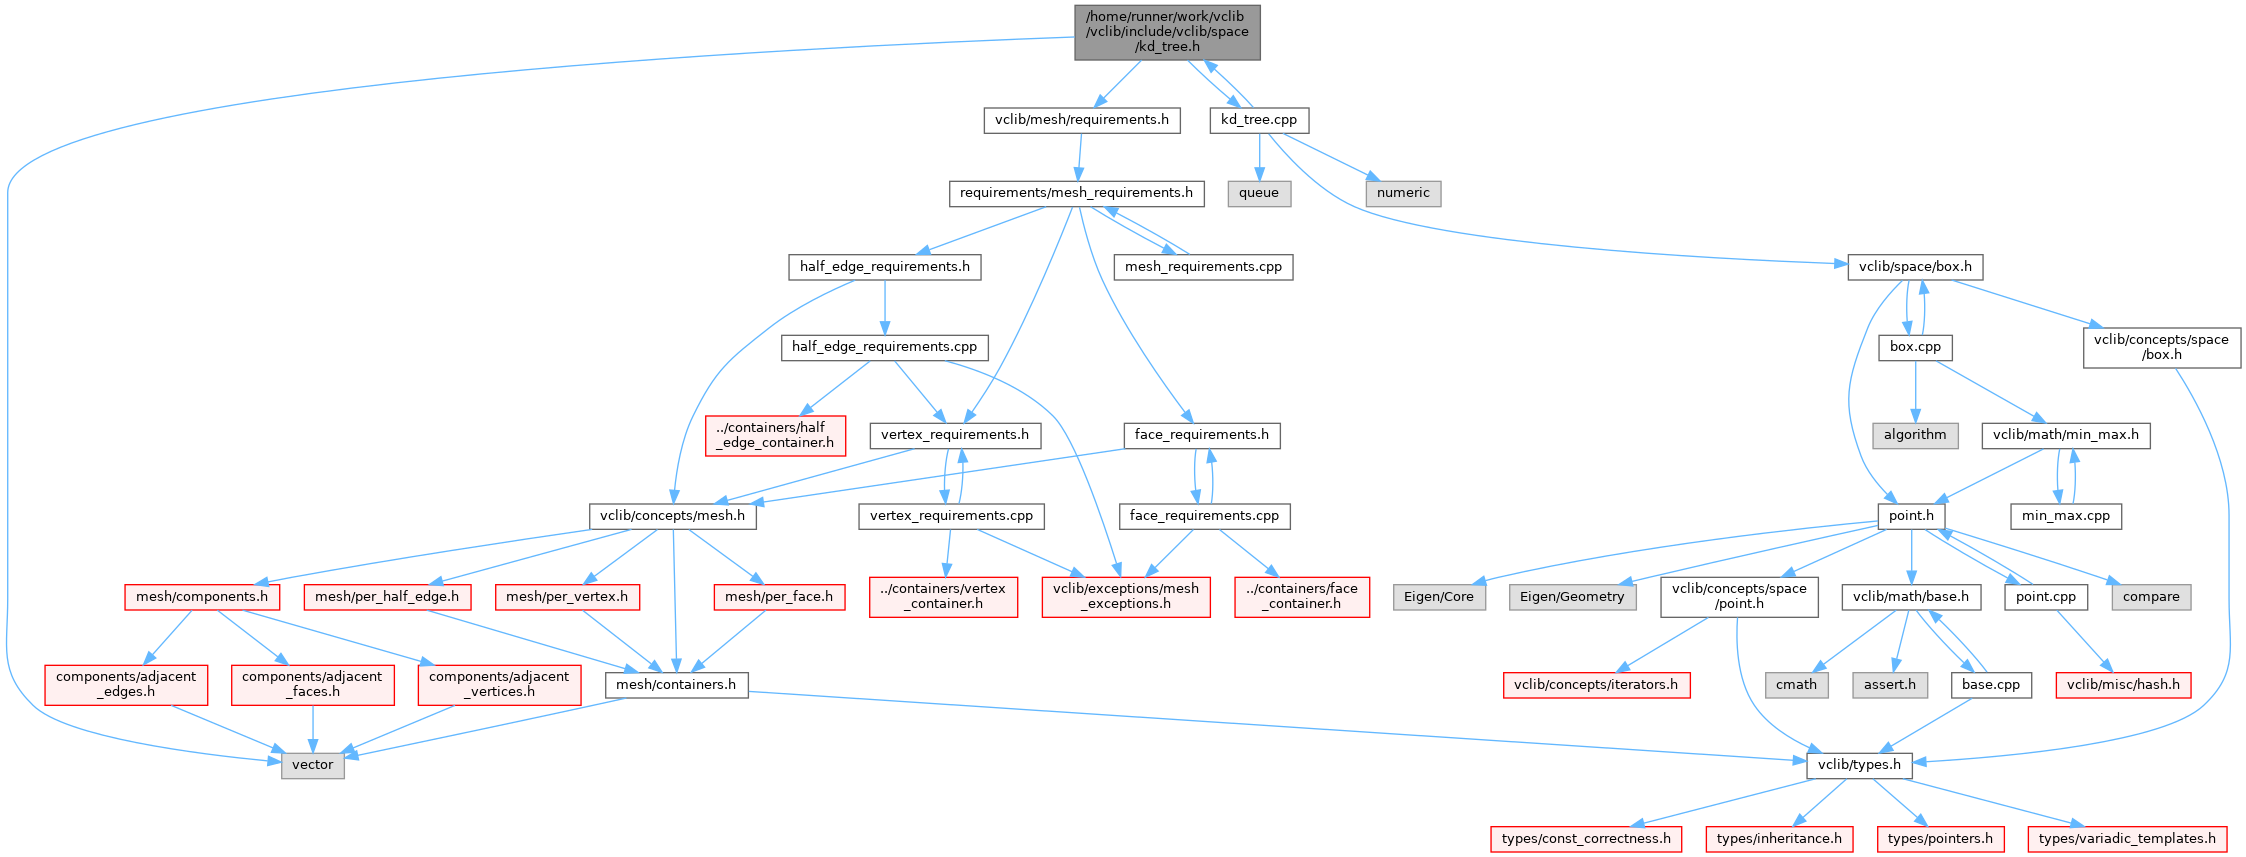 /home/runner/work/vclib
/vclib/include/vclib/space
/kd_tree.h
vclib/mesh/requirements.h
kd_tree.cpp
requirements/mesh_requirements.h
queue
numeric
half_edge_requirements.h
mesh_requirements.cpp
vclib/space/box.h
half_edge_requirements.cpp
box.cpp
vclib/concepts/space
/box.h
../containers/half
_edge_container.h
vertex_requirements.h
face_requirements.h
algorithm
vclib/math/min_max.h
vclib/concepts/mesh.h
vertex_requirements.cpp
face_requirements.cpp
point.h
min_max.cpp
mesh/components.h
mesh/per_half_edge.h
mesh/per_vertex.h
mesh/per_face.h
../containers/vertex
_container.h
vclib/exceptions/mesh
_exceptions.h
../containers/face
_container.h
Eigen/Core
Eigen/Geometry
vclib/concepts/space
/point.h
vclib/math/base.h
point.cpp
compare
components/adjacent
_edges.h
components/adjacent
_faces.h
components/adjacent
_vertices.h
mesh/containers.h
vclib/concepts/iterators.h
cmath
assert.h
base.cpp
vclib/misc/hash.h
vector
vclib/types.h
types/const_correctness.h
types/inheritance.h
types/pointers.h
types/variadic_templates.h